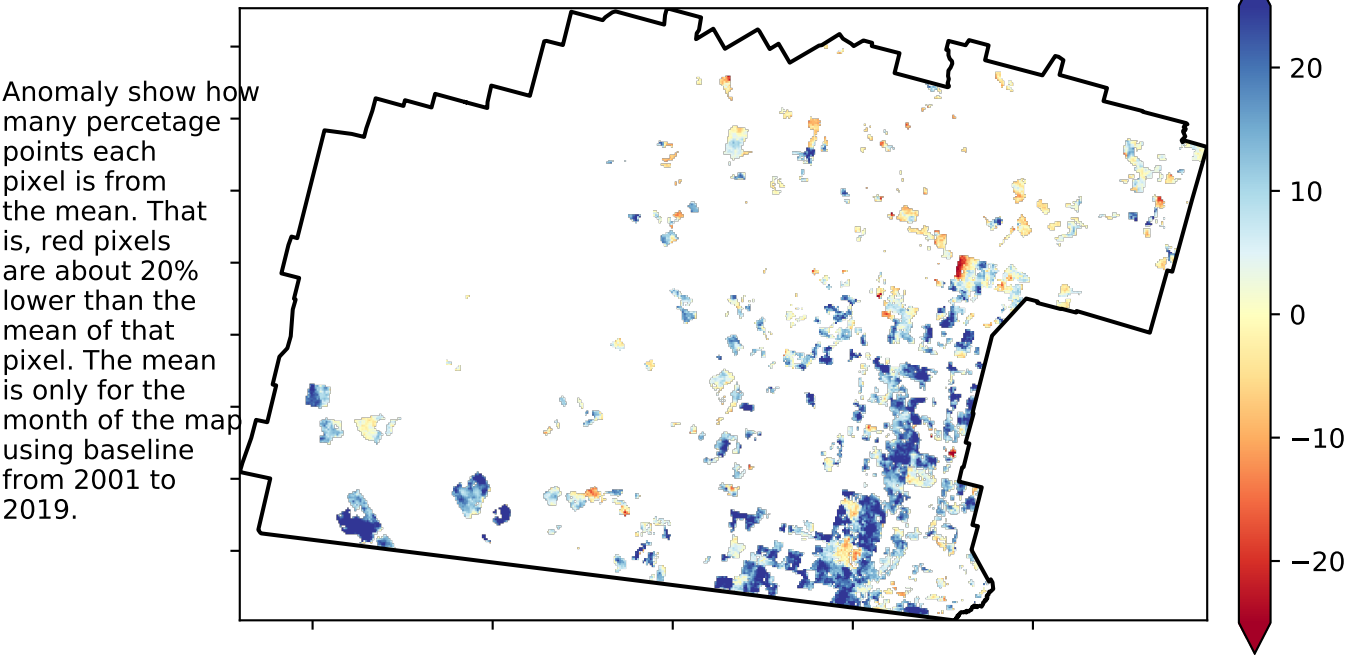 Anomaly show how
many percetage
points each
pixel is from
the mean. That
is, red pixels
are about 20%
lower than the
mean of that
pixel. The mean
is only for the
month of the map
using baseline
from 2001 to
2019.
20
10
0
−10
−20